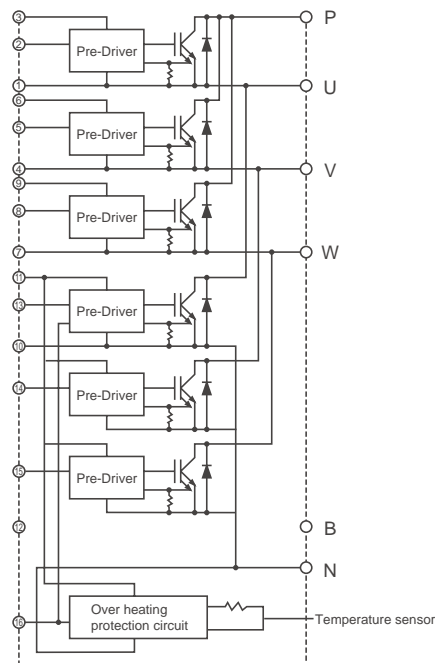 ③
P
②
Pre-Driver
①
U
⑥
⑤
Pre-Driver
④
V
⑨
⑧
Pre-Driver
⑦
W
⑪
⑬
Pre-Driver
⑩
⑭
Pre-Driver
⑮
Pre-Driver
⑫
B
N
Over heating
protection circuit
⑯
Temperature sensor